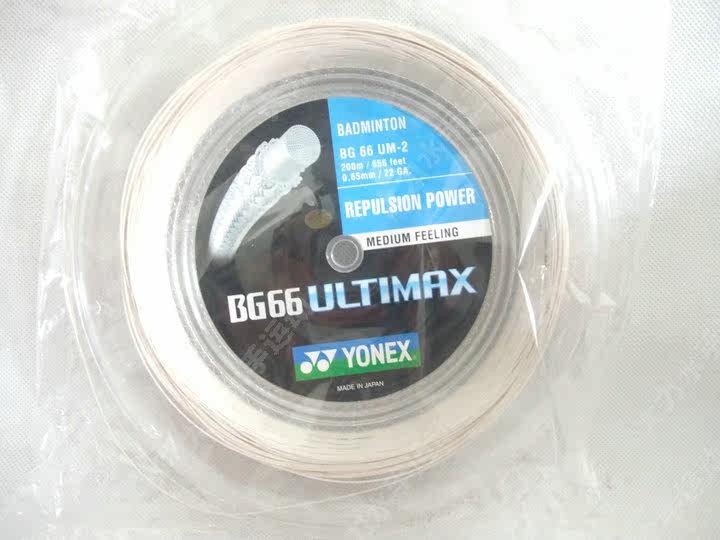 BADMINTON
BG 66 UM-2
200m / 656 feet
0.65mm / 22 GA.
REPULSION POWER
MEDIUM FEELING
BG66 ULTIMAX
YONEX
MADE IN JAPAN